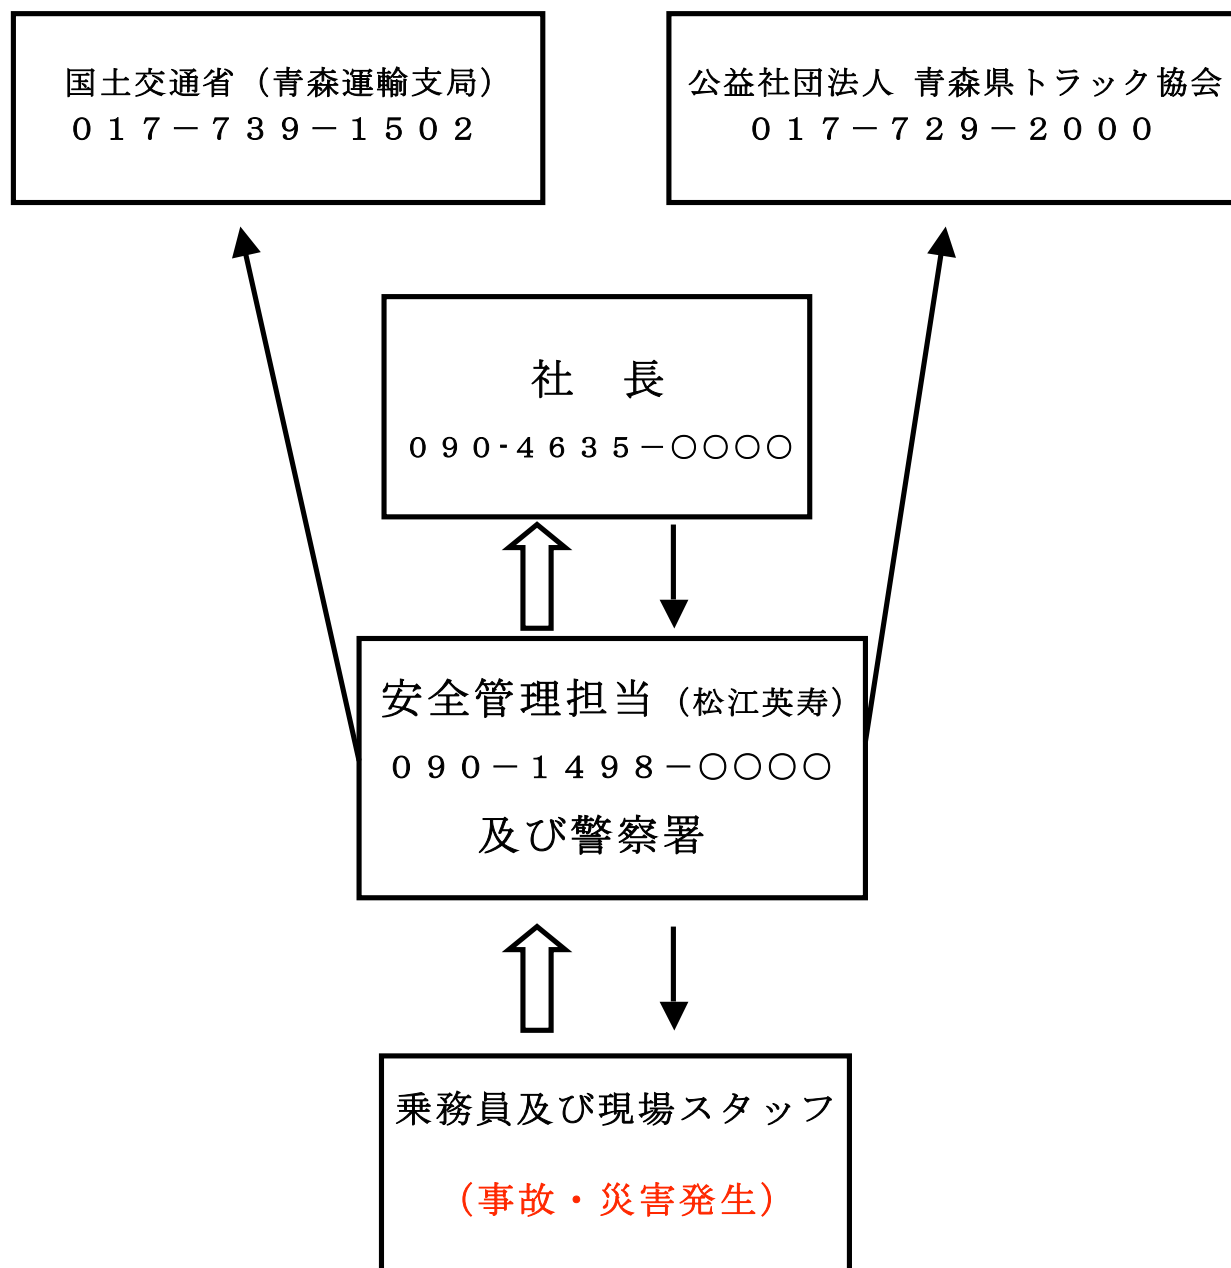 国土交通省（青森運輸支局）
０１７－７３９－１５０２
公益社団法人 青森県トラック協会
０１７－７２９－２０００
社　長
０９０-４６３５－〇〇〇〇
安全管理担当（松江英寿）
０９０－１４９８－〇〇〇〇
及び警察署
乗務員及び現場スタッフ
（事故・災害発生）